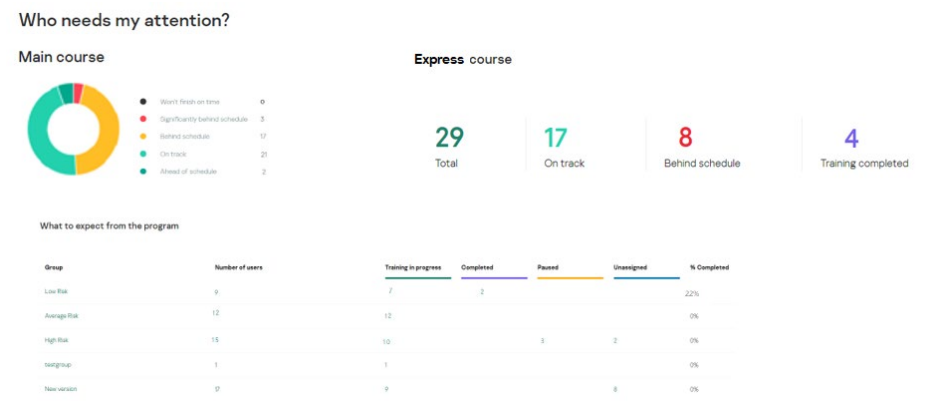 Who needs my attention?
Main course
Express course
Won't finish on time 0
Significantly behind schedule 3
Behind schedule 17
On track 21
Ahead of schedule 2
29 17 8 4
Total On track Behind schedule Training completed
What to expect from the program
Group Number of users Training in progress Completed Paused Unassigned % Completed
Low Risk 9 7 2 22%
Average Risk 12 12 0%
High Risk 15 10 3 2 0%
testgroup 1 1 0%
New version 17 9 8 0%